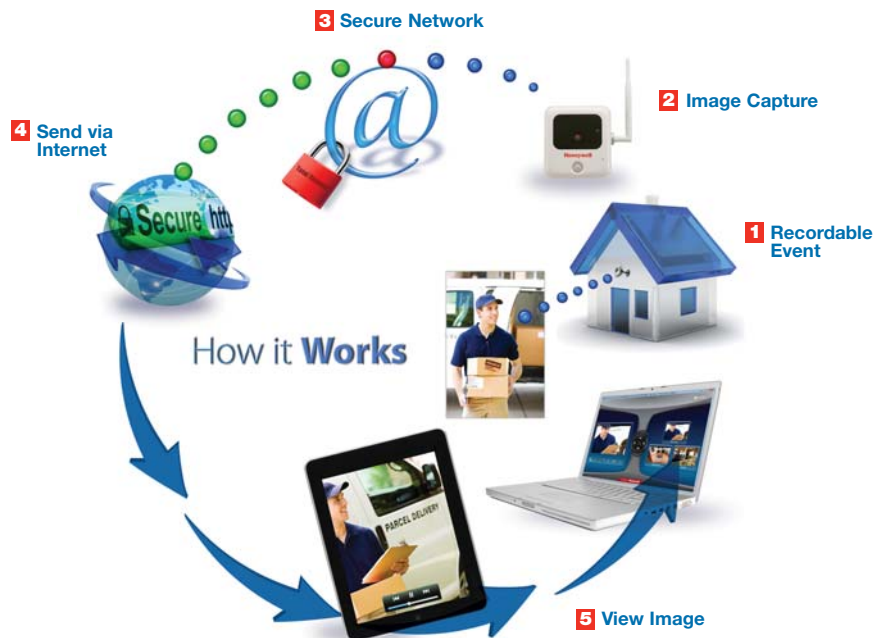 3 Secure Network
2 Image Capture
4 Send via
Internet
Secure http
1 Recordable
Event
How it Works
Honeywell
PARCEL DELIVERY
5 View Image